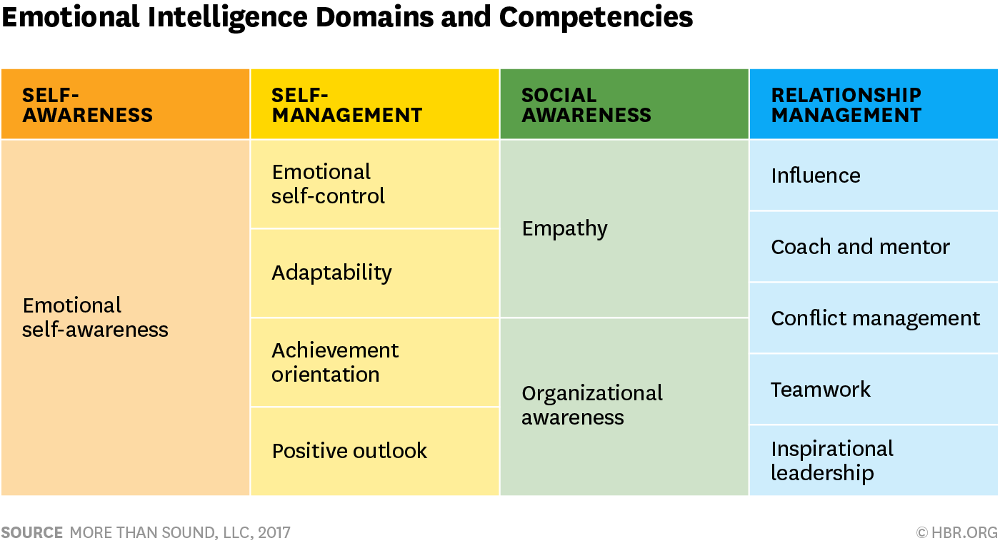 Emotional Intelligence Domains and Competencies
SELF-
AWARENESS
Emotional
self-awareness
SELF-
MANAGEMENT
Emotional
self-control
Adaptability
Achievement
orientation
Positive outlook
SOCIAL
AWARENESS
Empathy
Organizational
awareness
RELATIONSHIP
MANAGEMENT
Influence
Coach and mentor
Conflict management
Teamwork
Inspirational
leadership
SOURCE MORE THAN SOUND, LLC, 2017
© HBR.ORG